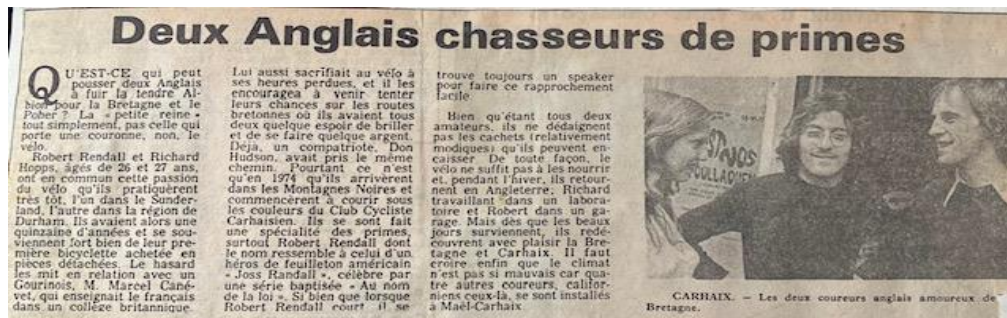 Deux Anglais chasseurs de primes
QU'EST-CE qui peut
pousser deux Anglais
à fuir la tendre Al-
bion pour la Bretagne et le
Poher ? La « petite reine »
tout simplement, pas celle qui
porte une couronne, non, le
vélo.
Robert Rendall et Richard
Hopps, âgés de 26 et 27 ans,
ont en commun cette passion
du vélo qu'ils pratiquèrent
très tôt, l'un dans le Sunder-
land, l'autre dans la région de
Durham. Ils avaient alors une
quinzaine d'années et se sou-
viennent fort bien de leur pre-
mière bicyclette achetée en
pièces détachées. Le hasard
les mit en relation avec un
Gourinois, M. Marcel Cané-
vet, qui enseignait le français
dans un collège britannique.
Lui aussi sacrifiait au vélo à
ses heures perdues, et il les
encouragea à venir tenter
leurs chances sur les routes
bretonnes où ils avaient tous
deux quelque espoir de briller
et de se faire quelque argent.
Déjà, un compatriote, Don
Hudson, avait pris le même
chemin. Pourtant ce n'est
qu'en 1974 qu'ils arrivèrent
dans les Montagnes Noires et
commencèrent à courir sous
les couleurs du Club Cycliste
Carhaisien. Ils se sont fait
une spécialité des primes,
surtout Robert Rendall dont
le nom ressemble à celui d'un
héros de feuilleton américain
« Joss Randall », célèbre par
une série baptisée « Au nom
de la loi ». Si bien que lorsque
Robert Rendall court, il se
trouve toujours un speaker
pour faire ce rapprochement
facile.
Bien qu'étant tous deux
amateurs, ils ne dédaignent
pas les cachets (relativement
modiques) qu'ils peuvent en-
caisser. De toute façon, le
vélo ne suffit pas à les nourrir
et, pendant l'hiver, ils retour-
nent en Angleterre, Richard
travaillant dans un labora-
toire et Robert dans un ga-
rage. Mais dès que les beaux
jours surviennent, ils redé-
couvrent avec plaisir la Bre-
tagne et Carhaix. Il faut
croire enfin que le climat
n'est pas si mauvais car qua-
tre autres coureurs, califor-
niens ceux-là, se sont installés
à Maël-Carhaix
CARHAIX. — Les deux coureurs anglais amoureux de
Bretagne.